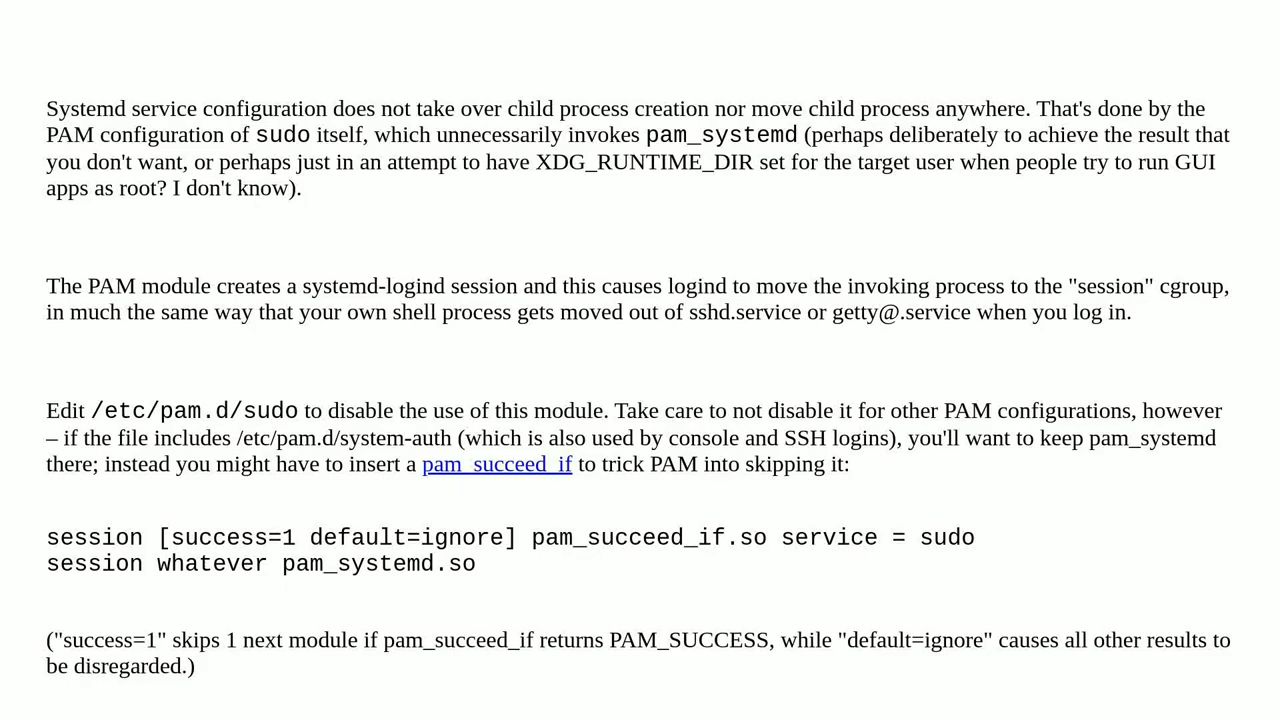 Systemd service configuration does not take over child process creation nor move child process anywhere. That's done by the
PAM configuration of sudo itself, which unnecessarily invokes pam_systemd (perhaps deliberately to achieve the result that
you don't want, or perhaps just in an attempt to have XDG_RUNTIME_DIR set for the target user when people try to run GUI
apps as root? I don't know).
The PAM module creates a systemd-logind session and this causes logind to move the invoking process to the "session" cgroup,
in much the same way that your own shell process gets moved out of sshd.service or getty@.service when you log in.
Edit /etc/pam.d/sudo to disable the use of this module. Take care to not disable it for other PAM configurations, however
– if the file includes /etc/pam.d/system-auth (which is also used by console and SSH logins), you'll want to keep pam_systemd
there; instead you might have to insert a pam_succeed_if to trick PAM into skipping it:
session [success=1 default=ignore] pam_succeed_if.so service = sudo
session whatever pam_systemd.so
("success=1" skips 1 next module if pam_succeed_if returns PAM_SUCCESS, while "default=ignore" causes all other results to
be disregarded.)